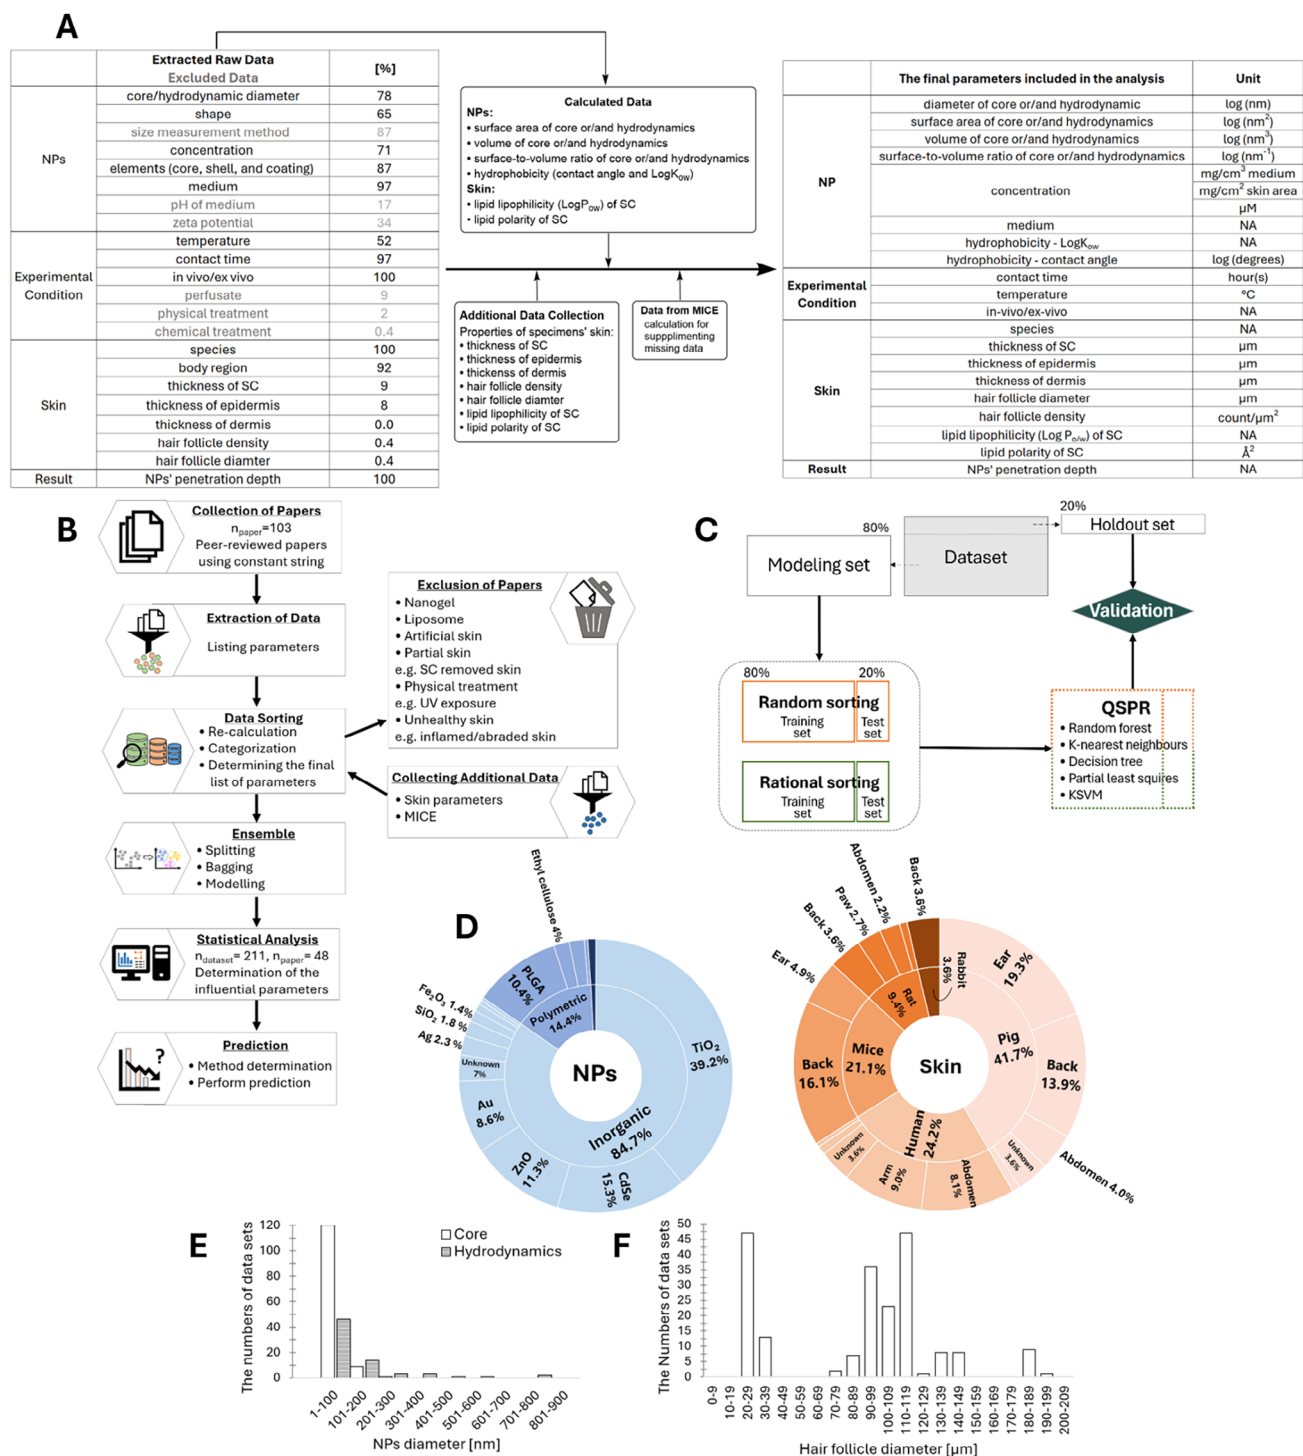 A
Extracted Raw Data
Excluded Data
[%]
NPs
core/hydrodynamic diameter 78
shape 65
size measurement method 87
concentration 71
elements (core, shell, and coating) 87
medium 97
pH of medium 17
zeta potential 34
Experimental Condition
temperature 52
contact time 97
in vivo/ex vivo 100
perfusate 9
physical treatment 2
chemical treatment 0.4
Skin
species 100
body region 92
thickness of SC 9
thickness of epidermis 8
thickness of dermis 0.0
hair follicle density 0.4
hair follicle diamter 0.4
Result NPs' penetration depth 100
Calculated Data
NPs:
• surface area of core or/and hydrodynamics
• volume of core or/and hydrodynamics
• surface-to-volume ratio of core or/and hydrodynamics
• hydrophobicity (contact angle and LogKow)
Skin:
• lipid lipophilicity (LogPow) of SC
• lipid polarity of SC
Additional Data Collection
Properties of specimens' skin:
• thickness of SC
• thickness of epidermis
• thickenss of dermis
• hair follicle density
• hair follicle diamter
• lipid lipophilicity of SC
• lipid polarity of SC
Data from MICE
calculation for
suppplimenting
missing data
The final parameters included in the analysis Unit
NP
diameter of core or/and hydrodynamic log (nm)
surface area of core or/and hydrodynamics log (nm²)
volume of core or/and hydrodynamics log (nm³)
surface-to-volume ratio of core or/and hydrodynamics log (nm⁻¹)
concentration
mg/cm³ medium
mg/cm² skin area
µM
medium NA
hydrophobicity - LogKow NA
hydrophobicity - contact angle log (degrees)
Experimental Condition
contact time hour(s)
temperature °C
in-vivo/ex-vivo NA
Skin
species NA
thickness of SC µm
thickness of epidermis µm
thickness of dermis µm
hair follicle diameter µm
hair follicle density count/µm²
lipid lipophilicity (Log Po/w) of SC NA
lipid polarity of SC Å²
Result NPs' penetration depth NA
B
Collection of Papers
npaper=103
Peer-reviewed papers
using constant string
Extraction of Data
Listing parameters
Data Sorting
• Re-calculation
• Categorization
• Determining the final
list of parameters
Ensemble
• Splitting
• Bagging
• Modelling
Statistical Analysis
ndataset= 211, npaper= 48
Determination of the
influential parameters
Prediction
?
• Method determination
• Perform prediction
Exclusion of Papers
• Nanogel
• Liposome
• Artificial skin
• Partial skin
e.g. SC removed skin
• Physical treatment
e.g. UV exposure
• Unhealthy skin
e.g. inflamed/abraded skin
Collecting Additional Data
• Skin parameters
• MICE
C
20%
Holdout set
80%
Modeling set
Dataset
Validation
80% 20%
Random sorting
Training set
Test set
Rational sorting
Training set
Test set
QSPR
• Random forest
• K-nearest neighbours
• Decision tree
• Partial least squires
• KSVM
D
NPs
Inorganic 84.7%
TiO₂ 39.2%
CdSe 15.3%
ZnO 11.3%
Au 8.6%
Unknown 7%
Ag 2.3 %
SiO₂ 1.8 %
Fe₂O₃ 1.4%
Polymetric 14.4%
PLGA 10.4%
Ethyl cellulose 4%
Skin
Pig 41.7%
Ear 19.3%
Back 13.9%
Abdomen 4.0%
Unknown 3.6%
Human 24.2%
Abdomen 8.1%
Arm 9.0%
Unknown 3.6%
Mice 21.1%
Back 16.1%
Ear 4.9%
Rat 9.4%
Back 3.6%
Paw 2.7%
Abdomen 2.2%
Rabbit 3.6%
Back 3.6%
E
The numbers of data sets
120
100
80
60
40
20
0
Core
Hydrodynamics
1-100
101-200
201-300
301-400
401-500
501-600
601-700
701-800
801-900
NPs diameter [nm]
F
The Numbers of data sets
50
45
40
35
30
25
20
15
10
5
0
0-9
10-19
20-29
30-39
40-49
50-59
60-69
70-79
80-89
90-99
100-109
110-119
120-129
130-139
140-149
150-159
160-169
170-179
180-189
190-199
200-209
Hair follicle diameter [µm]